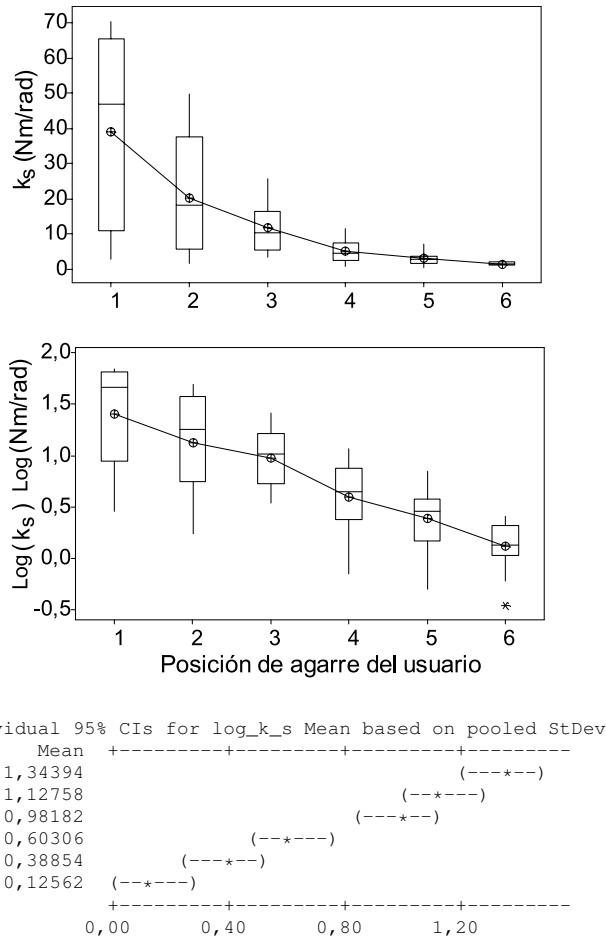 70
60
50
40
30
20
10
0
kₛ (Nm/rad)
1 2 3 4 5 6
2,0
1,5
1,0
0,5
0,0
-0,5
Log(kₛ) Log(Nm/rad)
1 2 3 4 5 6
Posición de agarre del usuario
vidual 95% CIs for log_k_s Mean based on pooled StDev
Mean +---------+---------+---------+---------
1,34394 (---*---)
1,12758 (--*---)
0,98182 (---*--)
0,60306 (--*---)
0,38854 (---*--)
0,12562 (--*---)
+---------+---------+---------+---------
0,00 0,40 0,80 1,20